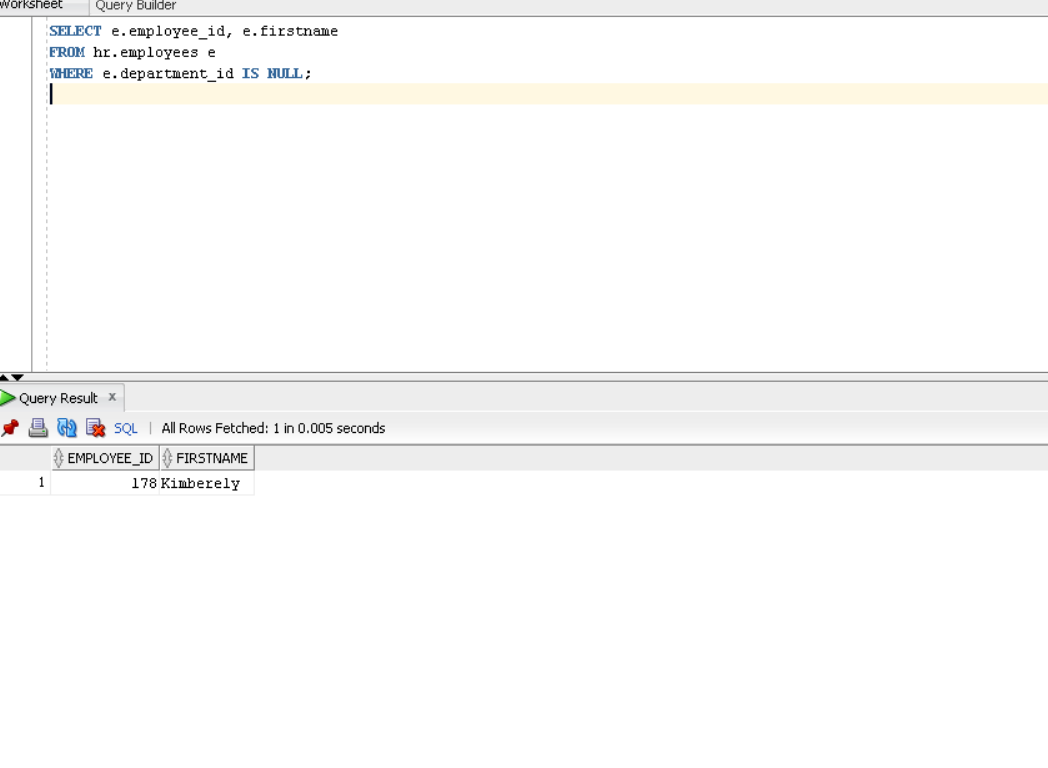 Worksheet Query Builder
SELECT e.employee_id, e.firstname
FROM hr.employees e
WHERE e.department_id IS NULL;
Query Result x
SQL | All Rows Fetched: 1 in 0.005 seconds
EMPLOYEE_ID FIRSTNAME
1 178 Kimberely